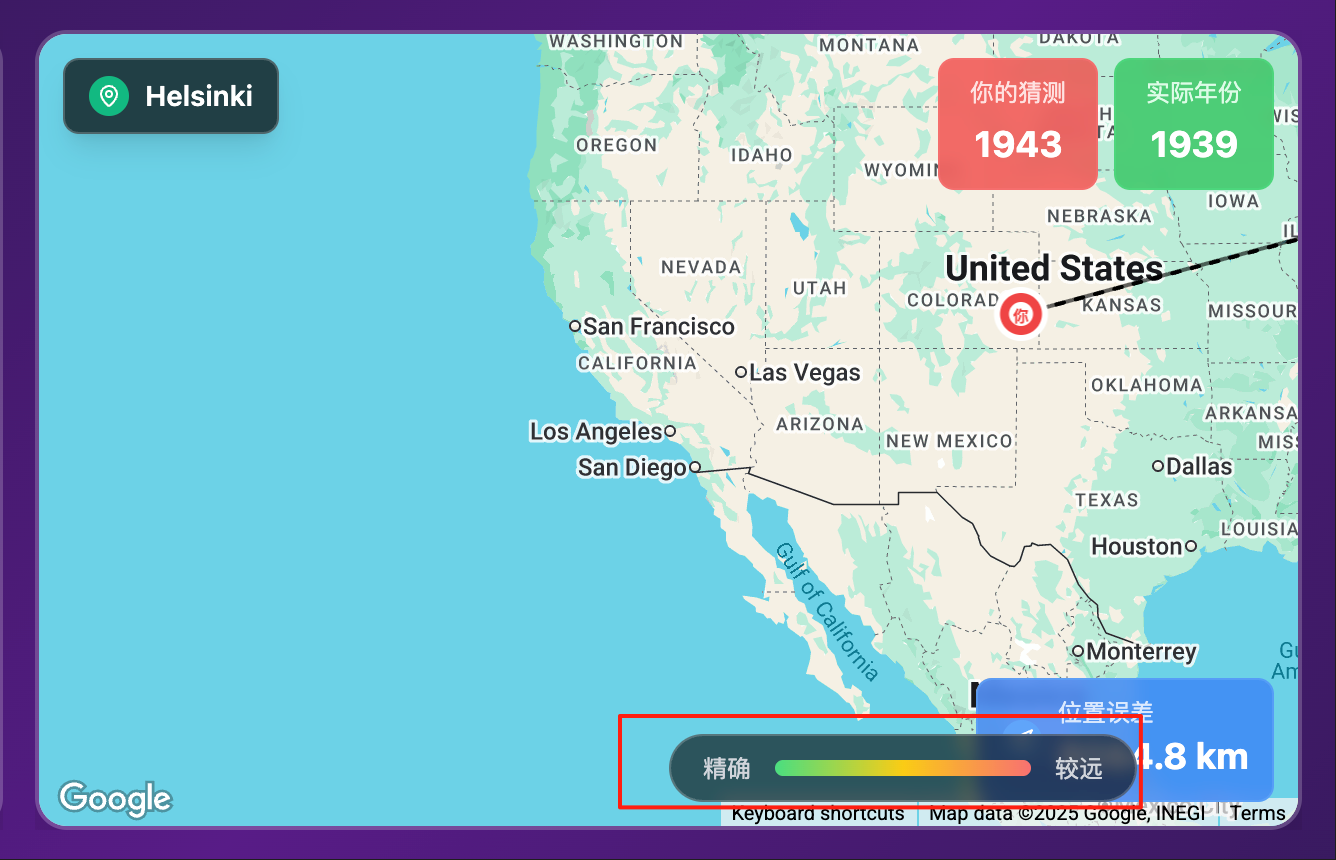 WASHINGTON
MONTANA
DAKOTA
Helsinki
你的猜测
1943
实际年份
1939
OREGON
IDAHO
IOWA
NEBRASKA
NEVADA
UTAH
United States
COLORAD
KANSAS
MISSOUR
你
San Francisco
CALIFORNIA
Las Vegas
OKLAHOMA
Los Angeles
ARIZONA
NEW MEXICO
ARKANSA
MISS
San Diego
Dallas
TEXAS
LOUISIA
Houston
Gulf of California
Monterrey
位置误差
4.8 km
精确
较远
Google
Keyboard shortcuts
Map data ©2025 Google, INEGI
Terms